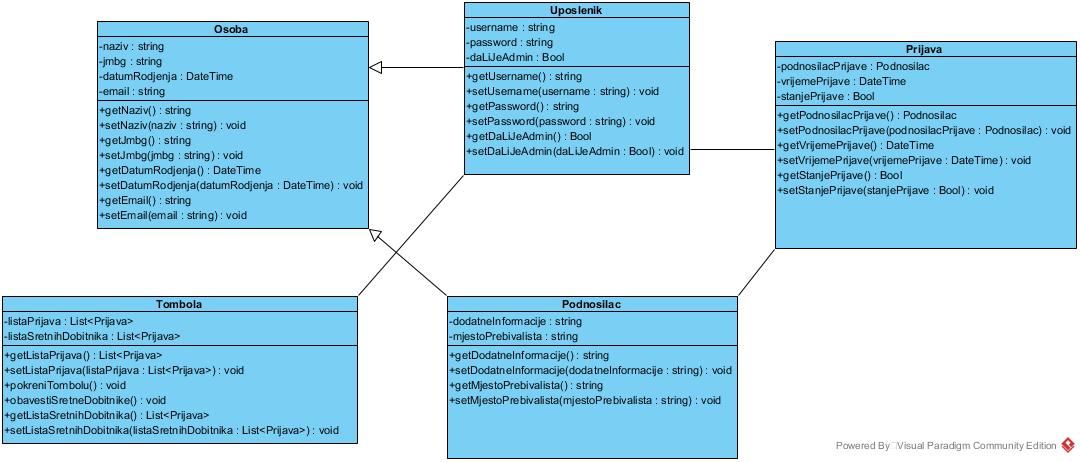 Osoba
-naziv : string
-jmbg : string
-datumRodjenja : DateTime
-email : string
+getNaziv() : string
+setNaziv(naziv : string) : void
+getJmbg() : string
+setJmbg(jmbg : string) : void
+getDatumRodjenja() : DateTime
+setDatumRodjenja(datumRodjenja : DateTime) : void
+getEmail() : string
+setEmail(email : string) : void
Uposlenik
-username : string
-password : string
-daLiJeAdmin : Bool
+getUsername() : string
+setUsername(username : string) : void
+getPassword() : string
+setPassword(password : string) : void
+getDaLiJeAdmin() : Bool
+setDaLiJeAdmin(daLiJeAdmin : Bool) : void
Prijava
-podnosilacPrijave : Podnosilac
-vrijemePrijave : DateTime
-stanjePrijave : Bool
+getPodnosilacPrijave() : Podnosilac
+setPodnosilacPrijave(podnosilacPrijave : Podnosilac) : void
+getVrijemePrijave() : DateTime
+setVrijemePrijave(vrijemePrijave : DateTime) : void
+getStanjePrijave() : Bool
+setStanjePrijave(stanjePrijave : Bool) : void
Tombola
-listaPrijava : List<Prijava>
-listaSretnihDobitnika : List<Prijava>
+getListaPrijava() : List<Prijava>
+setListaPrijava(listaPrijava : List<Prijava>) : void
+pokreniTombolu() : void
+obavestiSretneDobitnike() : void
+getListaSretnihDobitnika() : List<Prijava>
+setListaSretnihDobitnika(listaSretnihDobitnika : List<Prijava>) : void
Podnosilac
-dodatneInformacije : string
-mjestoPrebivalista : string
+getDodatneInformacije() : string
+setDodatneInformacije(dodatneInformacije : string) : void
+getMjestoPrebivalista() : string
+setMjestoPrebivalista(mjestoPrebivalista : string) : void
Powered By Visual Paradigm Community Edition